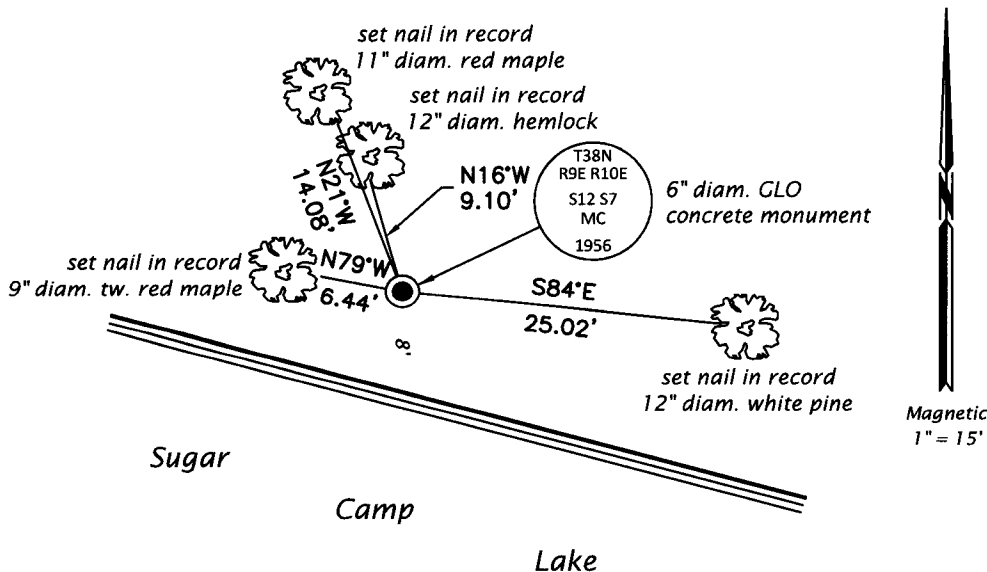 set nail in record
11" diam. red maple
set nail in record
12" diam. hemlock
N16°W
9.10'
T38N
R9E R10E
S12 S7
MC
1956
6" diam. GLO
concrete monument
N21°W
14.08'
set nail in record
9" diam. tw. red maple
N79°W
6.44'
S84°E
25.02'
8'
set nail in record
12" diam. white pine
N
Magnetic
1" = 15'
Sugar
Camp
Lake